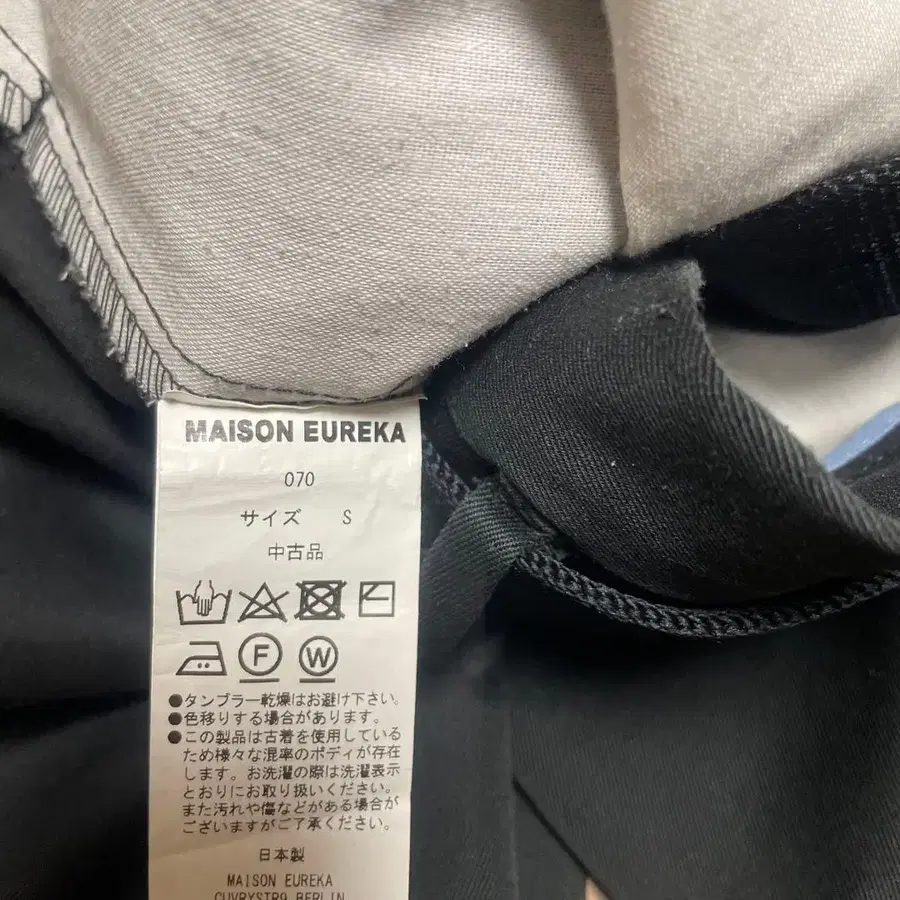 MAISON EUREKA
070
サイズ S
中古品
F W
●タンブラー乾燥はお避け下さい。
●色移りする場合があります。
●この製品は古着を使用している
ため様々な混率のボディが存在
します。お洗濯の際は洗濯表示
とおりにお取り扱いください。
また汚れや傷などがある場合が
ございますがご了承ください。
日本製
MAISON EUREKA
CUVRYSTR9 BERLIN